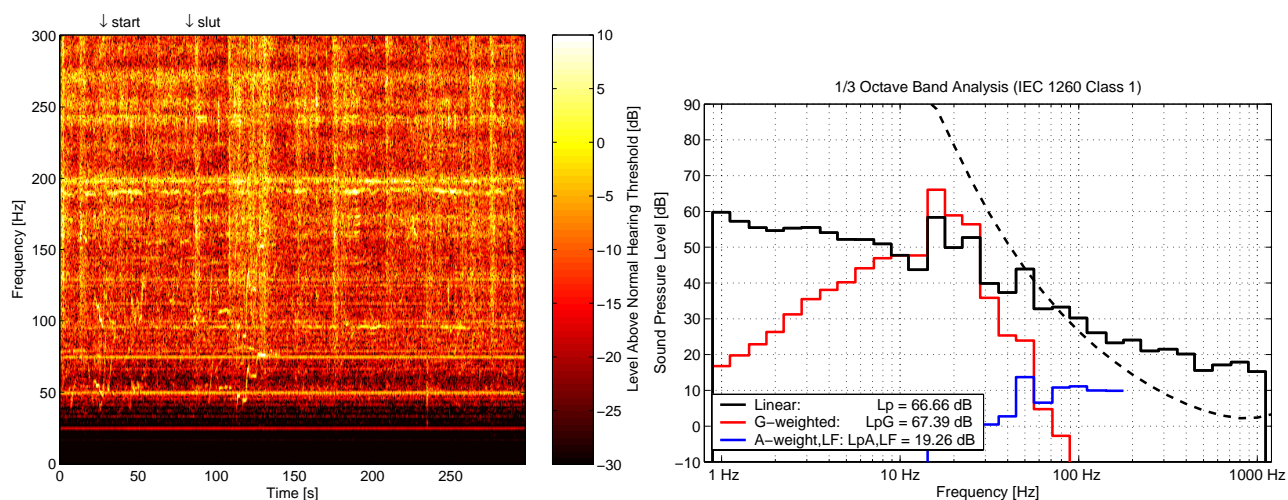 ↓ start ↓ slut
300
250
200
150
100
50
0
Frequency [Hz]
0 50 100 150 200 250
Time [s]
10
5
0
−5
−10
−15
−20
−25
−30
Level Above Normal Hearing Threshold [dB]
1/3 Octave Band Analysis (IEC 1260 Class 1)
90
80
70
60
50
40
30
20
10
0
−10
Sound Pressure Level [dB]
Linear: Lp = 66.66 dB
G−weighted: LpG = 67.39 dB
A−weight,LF: LpA,LF = 19.26 dB
1 Hz 10 Hz 100 Hz 1000 Hz
Frequency [Hz]